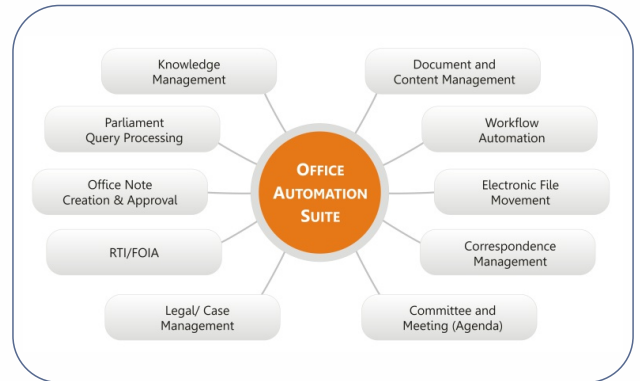 Knowledge
Management
Document and
Content Management
Parliament
Query Processing
Workflow
Automation
OFFICE
AUTOMATION
SUITE
Office Note
Creation & Approval
Electronic File
Movement
RTI/FOIA
Correspondence
Management
Legal/ Case
Management
Committee and
Meeting (Agenda)